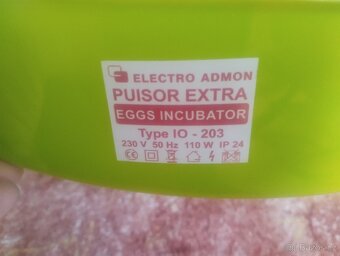 ELECTRO ADMON
PUISOR EXTRA
EGGS INCUBATOR
Type IO - 203
230 V 50 Hz 110 W IP 24